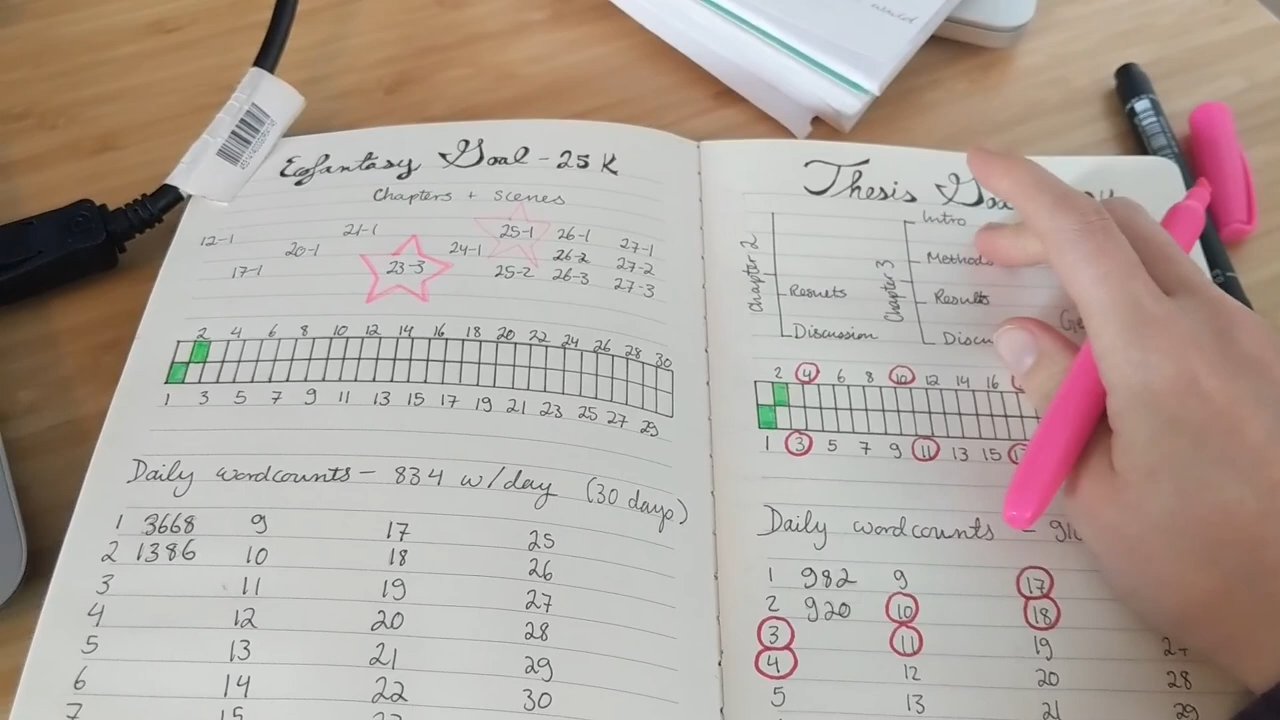 Ecofantasy Goal - 25 K
Chapters + scenes
21-1 25-1 26-1
12-1 20-1 24-1 26-2 27-1
17-1 23-3 25-2 26-3 27-2
27-3
2 4 6 8 10 12 14 16 18 20 22 24 26 28 30
1 3 5 7 9 11 13 15 17 19 21 23 25 27 29
Daily wordcounts - 834 w/day (30 days)
1 3668 9 17 25
2 1386 10 18 26
3 11 19 27
4 12 20 28
5 13 21 29
6 14 22 30
7 15 23
Thesis
Chapter 2
Results
Discussion
Chapter 3
Intro
Methods
Results
2 4 6 8 10 12 14 16
1 3 5 7 9 11 13 15
Daily wordcounts -
1 982 9 17
2 920 10 18
3 11 19
4 12 20 28
5 13 21 29